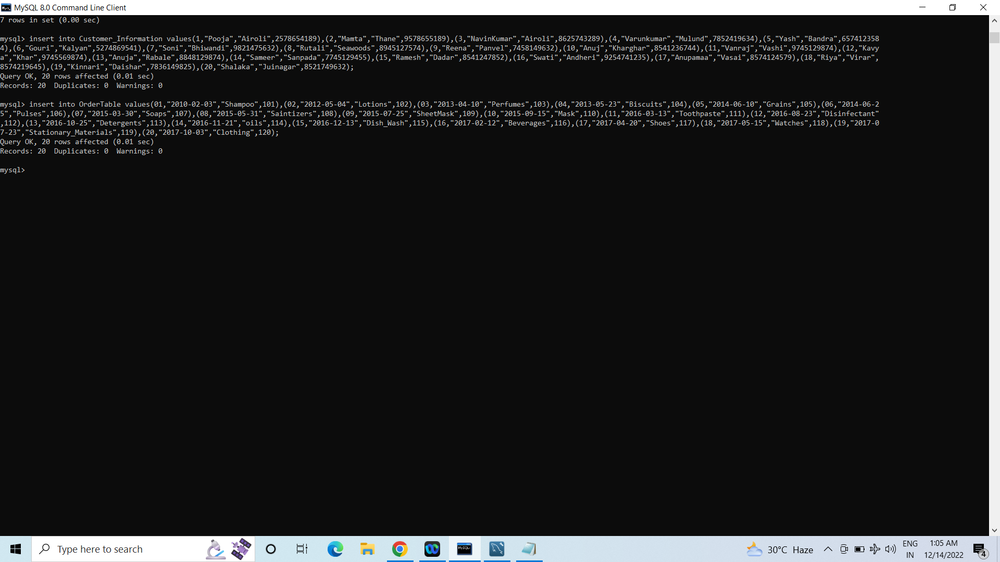 MySQL 8.0 Command Line Client
7 rows in set (0.00 sec)
mysql> insert into Customer_Information values(1,"Pooja","Airoli",2578654189),(2,"Mamta","Thane",9578655189),(3,"NavinKumar","Airoli",8625743289),(4,"Varunkumar","Mulund",7852419634),(5,"Yash","Bandra",657412358
4),(6,"Gouri","Kalyan",5274869541),(7,"Soni","Bhiwandi",9821475632),(8,"Rutali","Seawoods",8945127574),(9,"Reena","Panvel",7458149632),(10,"Anuj","Kharghar",8541236744),(11,"Vanraj","Vashi",9745129874),(12,"Kavy
a","Khar",9745569874),(13,"Anuja","Rabale",8848129874),(14,"Sameer","Sanpada",7745129455),(15,"Ramesh","Dadar",8541247852),(16,"Swati","Andheri",9254741235),(17,"Anupamaa","Vasai",8574124579),(18,"Riya","Virar",
8574219645),(19,"Kinnari","Daishar",7836149825),(20,"Shalaka","Juinagar",8521749632);
Query OK, 20 rows affected (0.01 sec)
Records: 20  Duplicates: 0  Warnings: 0
mysql> insert into OrderTable values(01,"2010-02-03","Shampoo",101),(02,"2012-05-04","Lotions",102),(03,"2013-04-10","Perfumes",103),(04,"2013-05-23","Biscuits",104),(05,"2014-06-10","Grains",105),(06,"2014-06-2
5","Pulses",106),(07,"2015-03-30","Soaps",107),(08,"2015-05-31","Saintizers",108),(09,"2015-07-25","SheetMask",109),(10,"2015-09-15","Mask",110),(11,"2016-03-13","Toothpaste",111),(12,"2016-08-23","Disinfectant"
,112),(13,"2016-10-25","Detergents",113),(14,"2016-11-21","oils",114),(15,"2016-12-13","Dish_Wash",115),(16,"2017-02-12","Beverages",116),(17,"2017-04-20","Shoes",117),(18,"2017-05-15","Watches",118),(19,"2017-0
7-23","Stationary_Materials",119),(20,"2017-10-03","Clothing",120);
Query OK, 20 rows affected (0.01 sec)
Records: 20  Duplicates: 0  Warnings: 0
mysql>
Type here to search
30°C Haze
ENG
IN
1:05 AM
12/14/2022
4